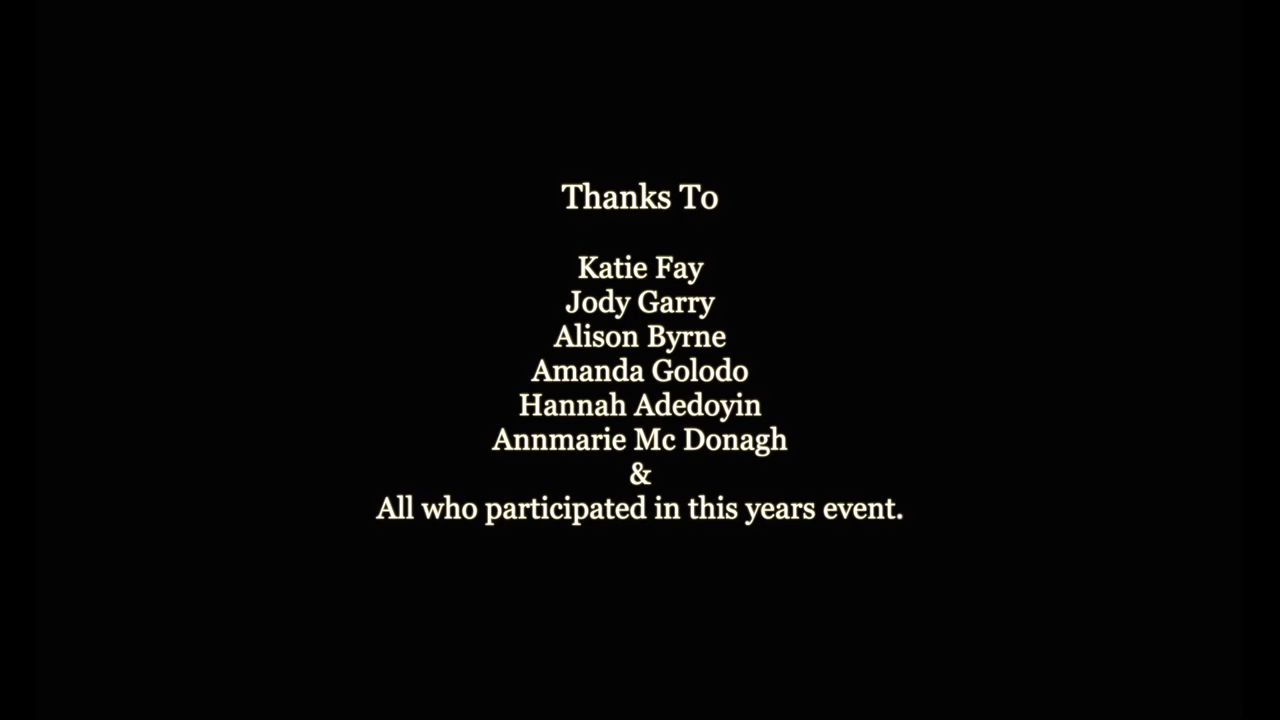 Thanks To
Katie Fay
Jody Garry
Alison Byrne
Amanda Golodo
Hannah Adedoyin
Annmarie Mc Donagh
&
All who participated in this years event.